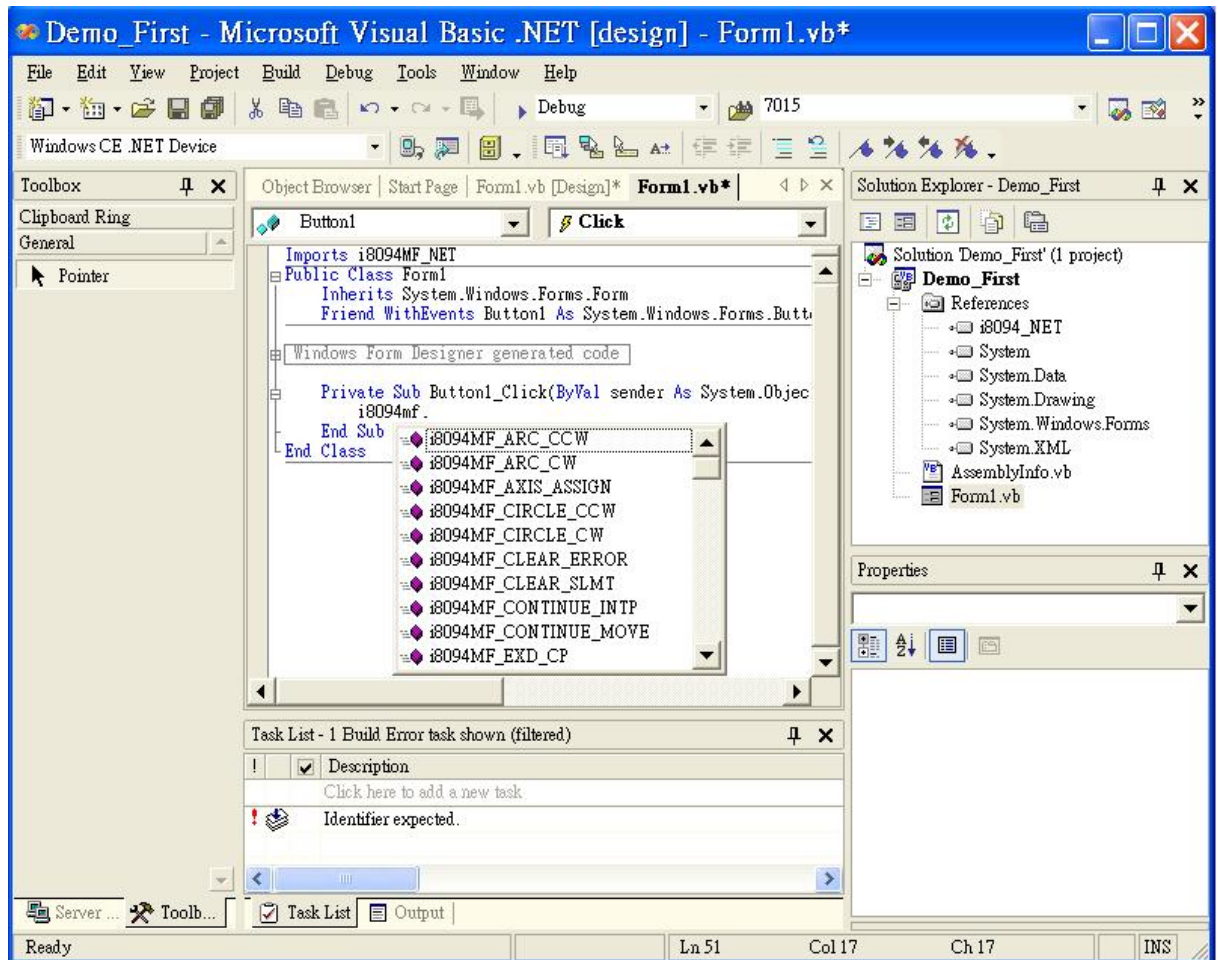 Demo_First - Microsoft Visual Basic .NET [design] - Form1.vb*
File Edit View Project Build Debug Tools Window Help
Debug 7015
Windows CE .NET Device
Toolbox
Clipboard Ring
General
Pointer
Object Browser Start Page Form1.vb [Design]* Form1.vb*
Button1 Click
Imports i8094MF_NET
Public Class Form1
Inherits System.Windows.Forms.Form
Friend WithEvents Button1 As System.Windows.Forms.Butt
Windows Form Designer generated code
Private Sub Button1_Click(ByVal sender As System.Objec
i8094mf.
End Sub
End Class
i8094MF_ARC_CCW
i8094MF_ARC_CW
i8094MF_AXIS_ASSIGN
i8094MF_CIRCLE_CCW
i8094MF_CIRCLE_CW
i8094MF_CLEAR_ERROR
i8094MF_CLEAR_SLMT
i8094MF_CONTINUE_INTP
i8094MF_CONTINUE_MOVE
i8094MF_EXD_CP
Solution Explorer - Demo_First
Solution 'Demo_First' (1 project)
Demo_First
References
i8094_NET
System
System.Data
System.Drawing
System.Windows.Forms
System.XML
AssemblyInfo.vb
Form1.vb
Properties
Task List - 1 Build Error task shown (filtered)
! Description
Click here to add a new task
! Identifier expected.
Server ... Toolb...
Task List Output
Ready Ln 51 Col 17 Ch 17 INS